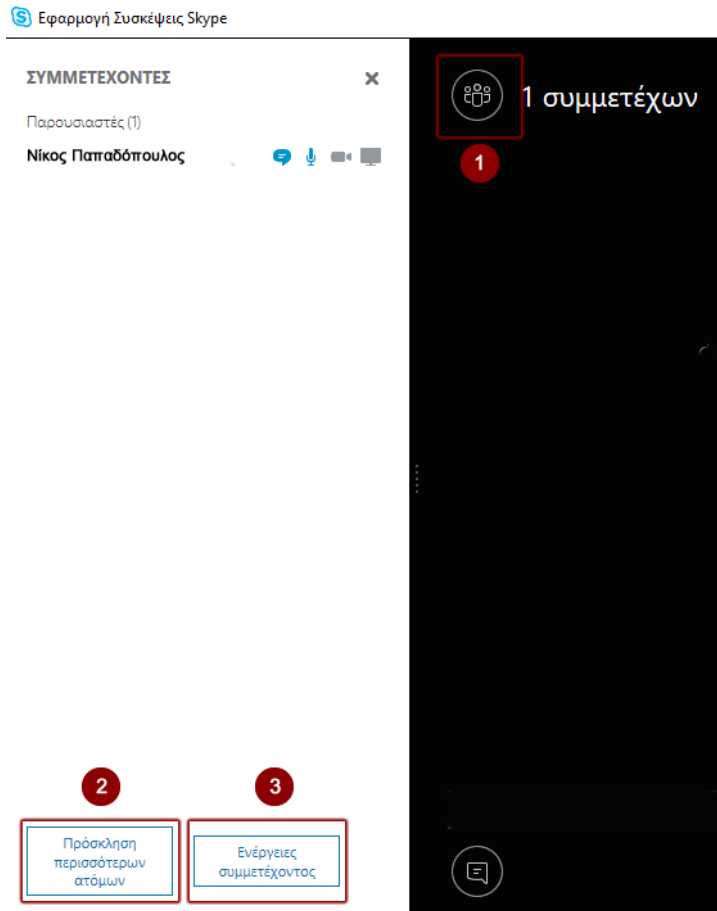 Εφαρμογή Συσκέψεις Skype
ΣΥΜΜΕΤΕΧΟΝΤΕΣ
1 συμμετέχων
Παρουσιαστές (1)
Νίκος Παπαδόπουλος
1
2
3
Πρόσκληση
περισσότερων
ατόμων
Ενέργειες
συμμετέχοντος